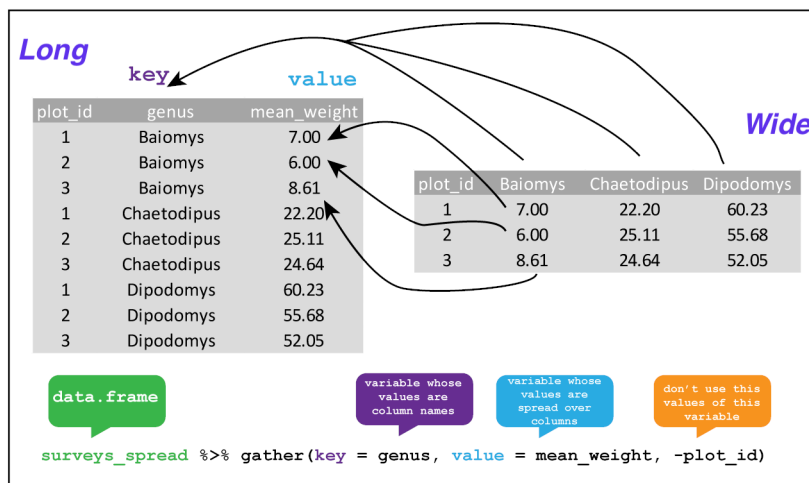 Long
key
value
plot_id genus mean_weight
1 Baiomys 7.00
2 Baiomys 6.00
3 Baiomys 8.61
1 Chaetodipus 22.20
2 Chaetodipus 25.11
3 Chaetodipus 24.64
1 Dipodomys 60.23
2 Dipodomys 55.68
3 Dipodomys 52.05
Wide
plot_id Baiomys Chaetodipus Dipodomys
1 7.00 22.20 60.23
2 6.00 25.11 55.68
3 8.61 24.64 52.05
data.frame
variable whose
values are
column names
variable whose
values are
spread over
columns
don't use this
values of this
variable
surveys_spread %>% gather(key = genus, value = mean_weight, -plot_id)